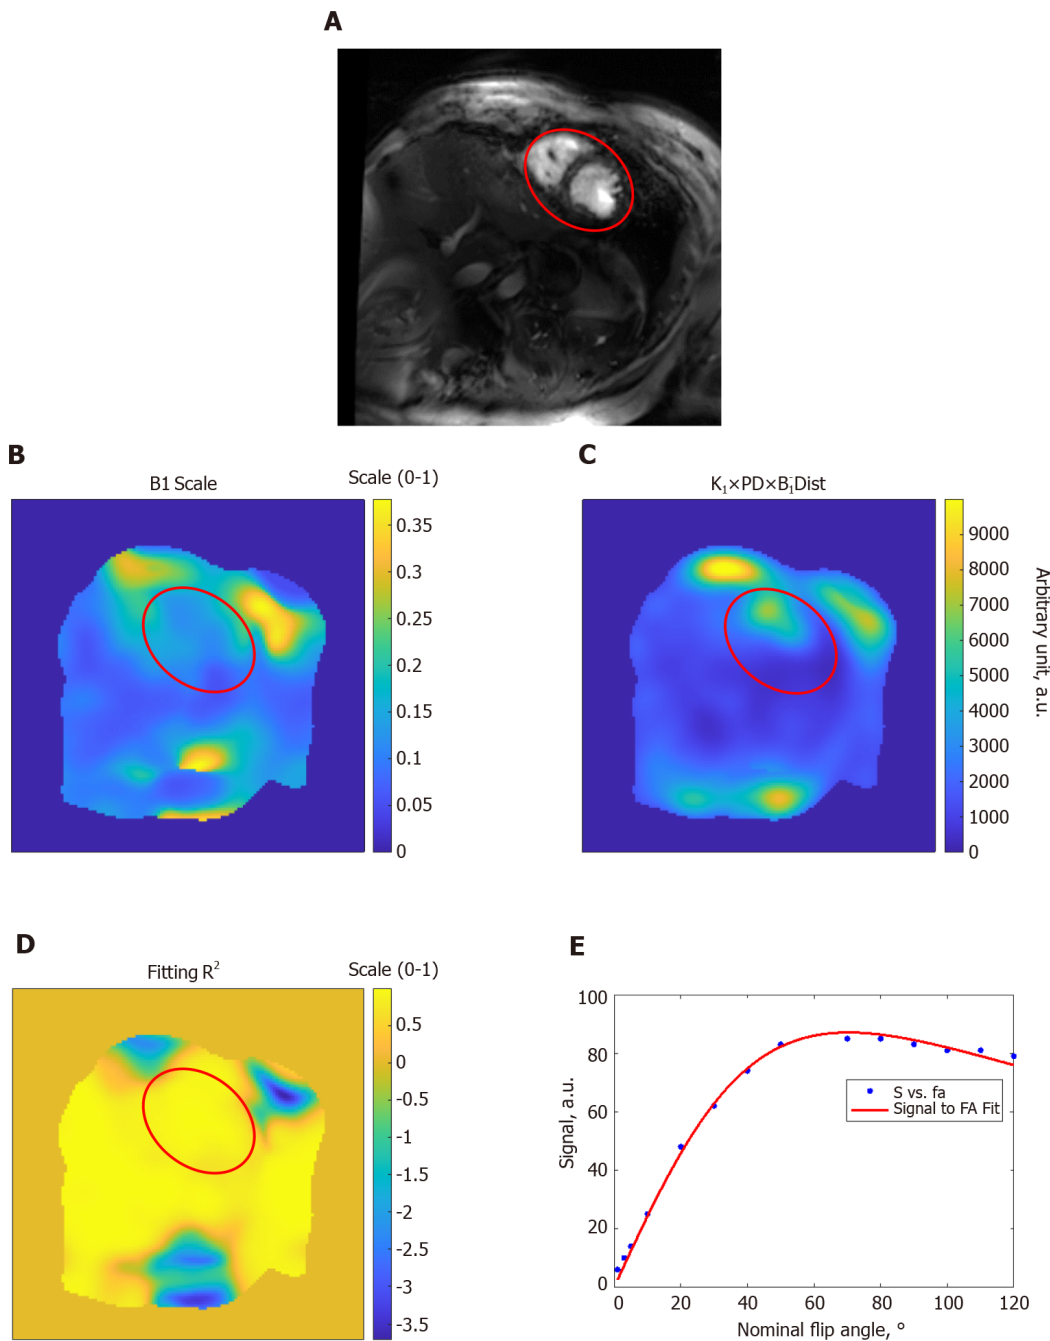 A
B
B1 Scale
Scale (0-1)
0.35
0.3
0.25
0.2
0.15
0.1
0.05
0
C
K₁×PD×B₁⁻Dist
9000
8000
7000
6000
5000
4000
3000
2000
1000
0
Arbitrary unit, a.u.
D
Fitting R²
Scale (0-1)
0.5
0
-0.5
-1
-1.5
-2
-2.5
-3
-3.5
E
100
80
60
40
20
0
Signal, a.u.
S vs. fa
Signal to FA Fit
0 20 40 60 80 100 120
Nominal flip angle, °